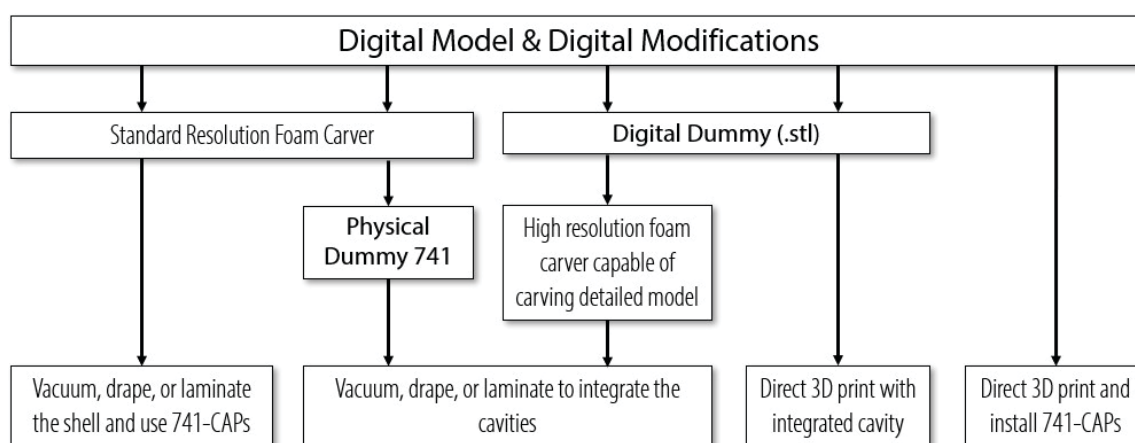 Digital Model & Digital Modifications
Standard Resolution Foam Carver
Digital Dummy (.stl)
Physical
Dummy 741
High resolution foam
carver capable of
carving detailed model
Vacuum, drape, or laminate
the shell and use 741-CAPs
Vacuum, drape, or laminate to integrate the
cavities
Direct 3D print with
integrated cavity
Direct 3D print and
install 741-CAPs